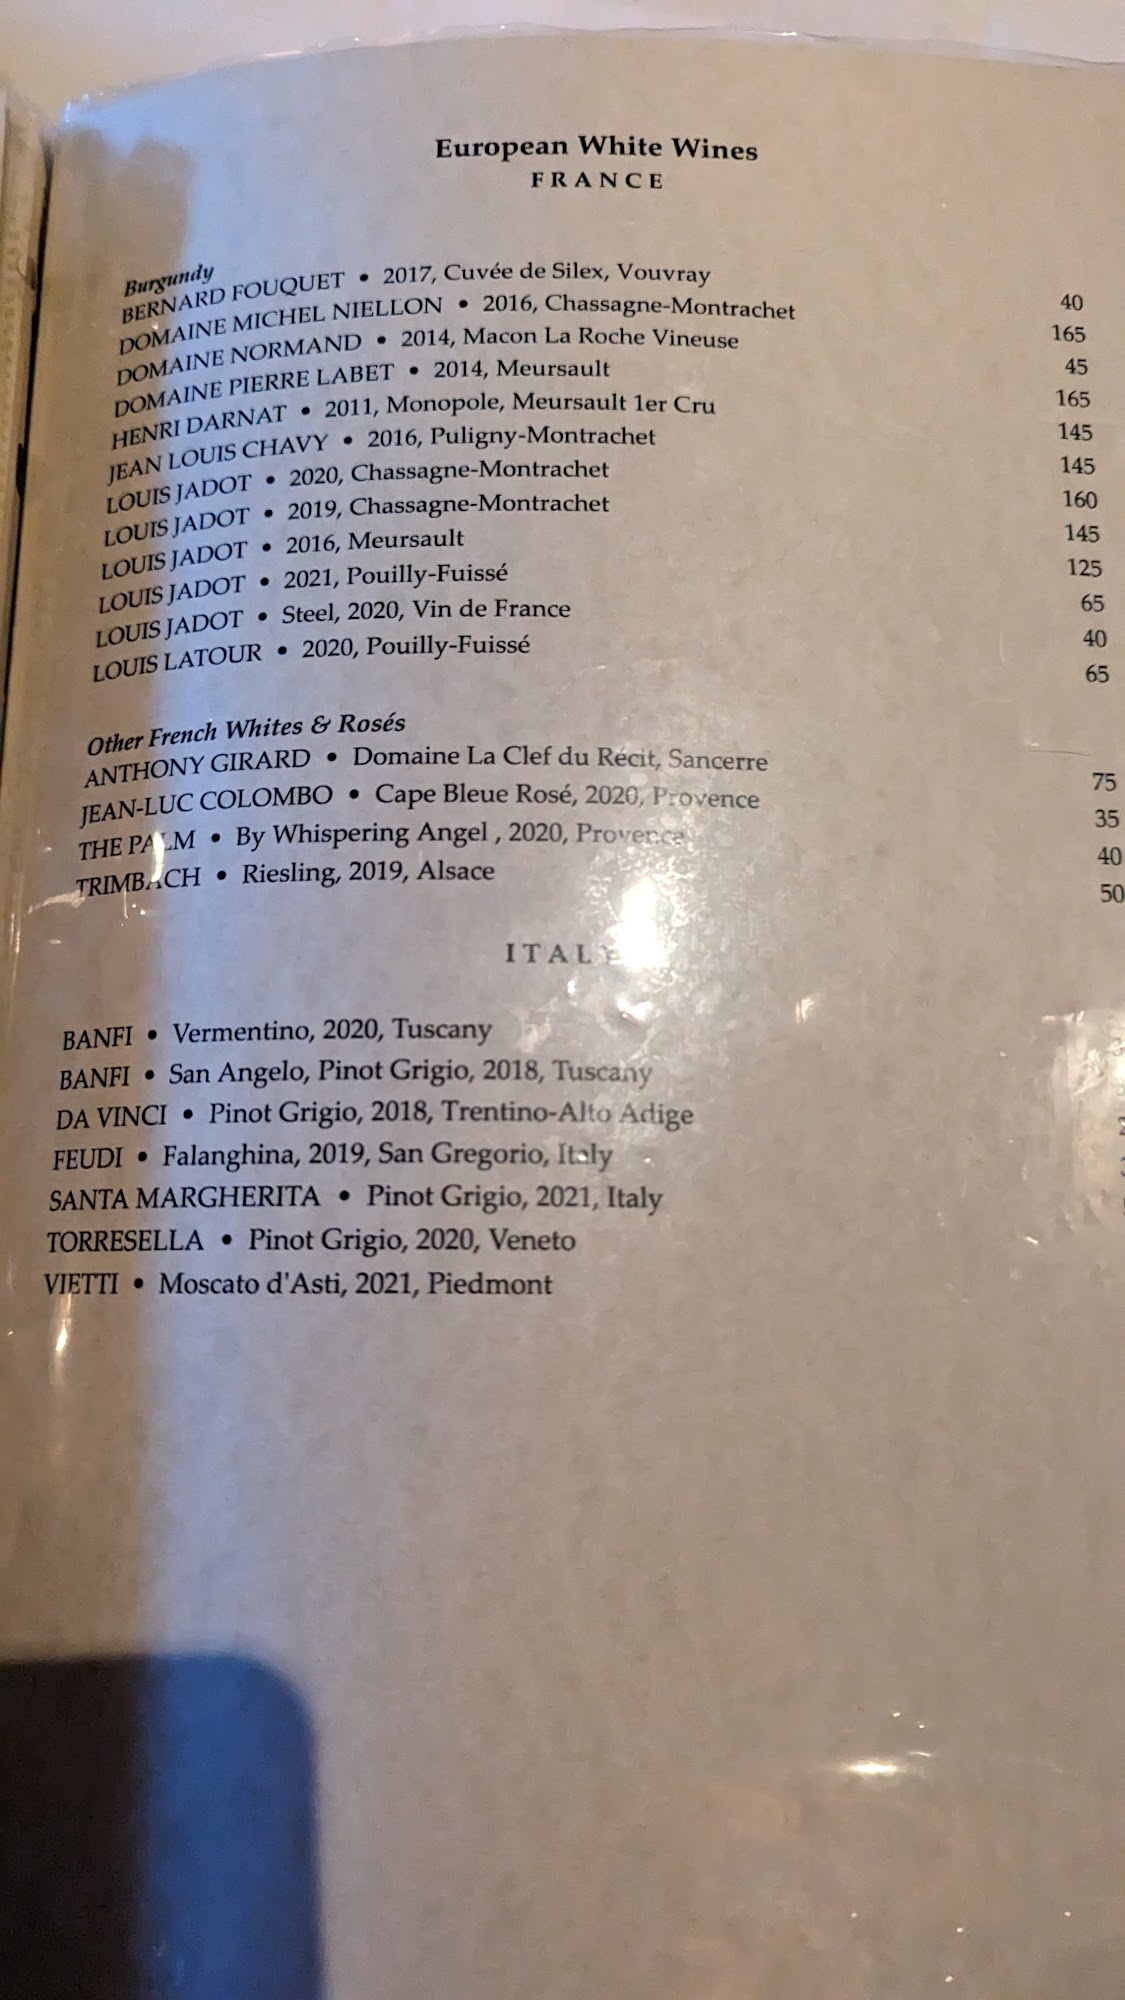 European White Wines
FRANCE
Burgundy
BERNARD FOUQUET • 2017, Cuvée de Silex, Vouvray 40
DOMAINE MICHEL NIELLON • 2016, Chassagne-Montrachet 165
DOMAINE NORMAND • 2014, Macon La Roche Vineuse 45
DOMAINE PIERRE LABET • 2014, Meursault 165
HENRI DARNAT • 2011, Monopole, Meursault 1er Cru 145
JEAN LOUIS CHAVY • 2016, Puligny-Montrachet 145
LOUIS JADOT • 2020, Chassagne-Montrachet 160
LOUIS JADOT • 2019, Chassagne-Montrachet 145
LOUIS JADOT • 2016, Meursault 125
LOUIS JADOT • 2021, Pouilly-Fuissé 65
LOUIS JADOT • Steel, 2020, Vin de France 40
LOUIS LATOUR • 2020, Pouilly-Fuissé 65
Other French Whites & Rosés
ANTHONY GIRARD • Domaine La Clef du Récit, Sancerre 75
JEAN-LUC COLOMBO • Cape Bleue Rosé, 2020, Provence 35
THE PALM • By Whispering Angel , 2020, Provence 40
TRIMBACH • Riesling, 2019, Alsace 50
ITALY
BANFI • Vermentino, 2020, Tuscany
BANFI • San Angelo, Pinot Grigio, 2018, Tuscany
DA VINCI • Pinot Grigio, 2018, Trentino-Alto Adige
FEUDI • Falanghina, 2019, San Gregorio, Italy
SANTA MARGHERITA • Pinot Grigio, 2021, Italy
TORRESELLA • Pinot Grigio, 2020, Veneto
VIETTI • Moscato d'Asti, 2021, Piedmont